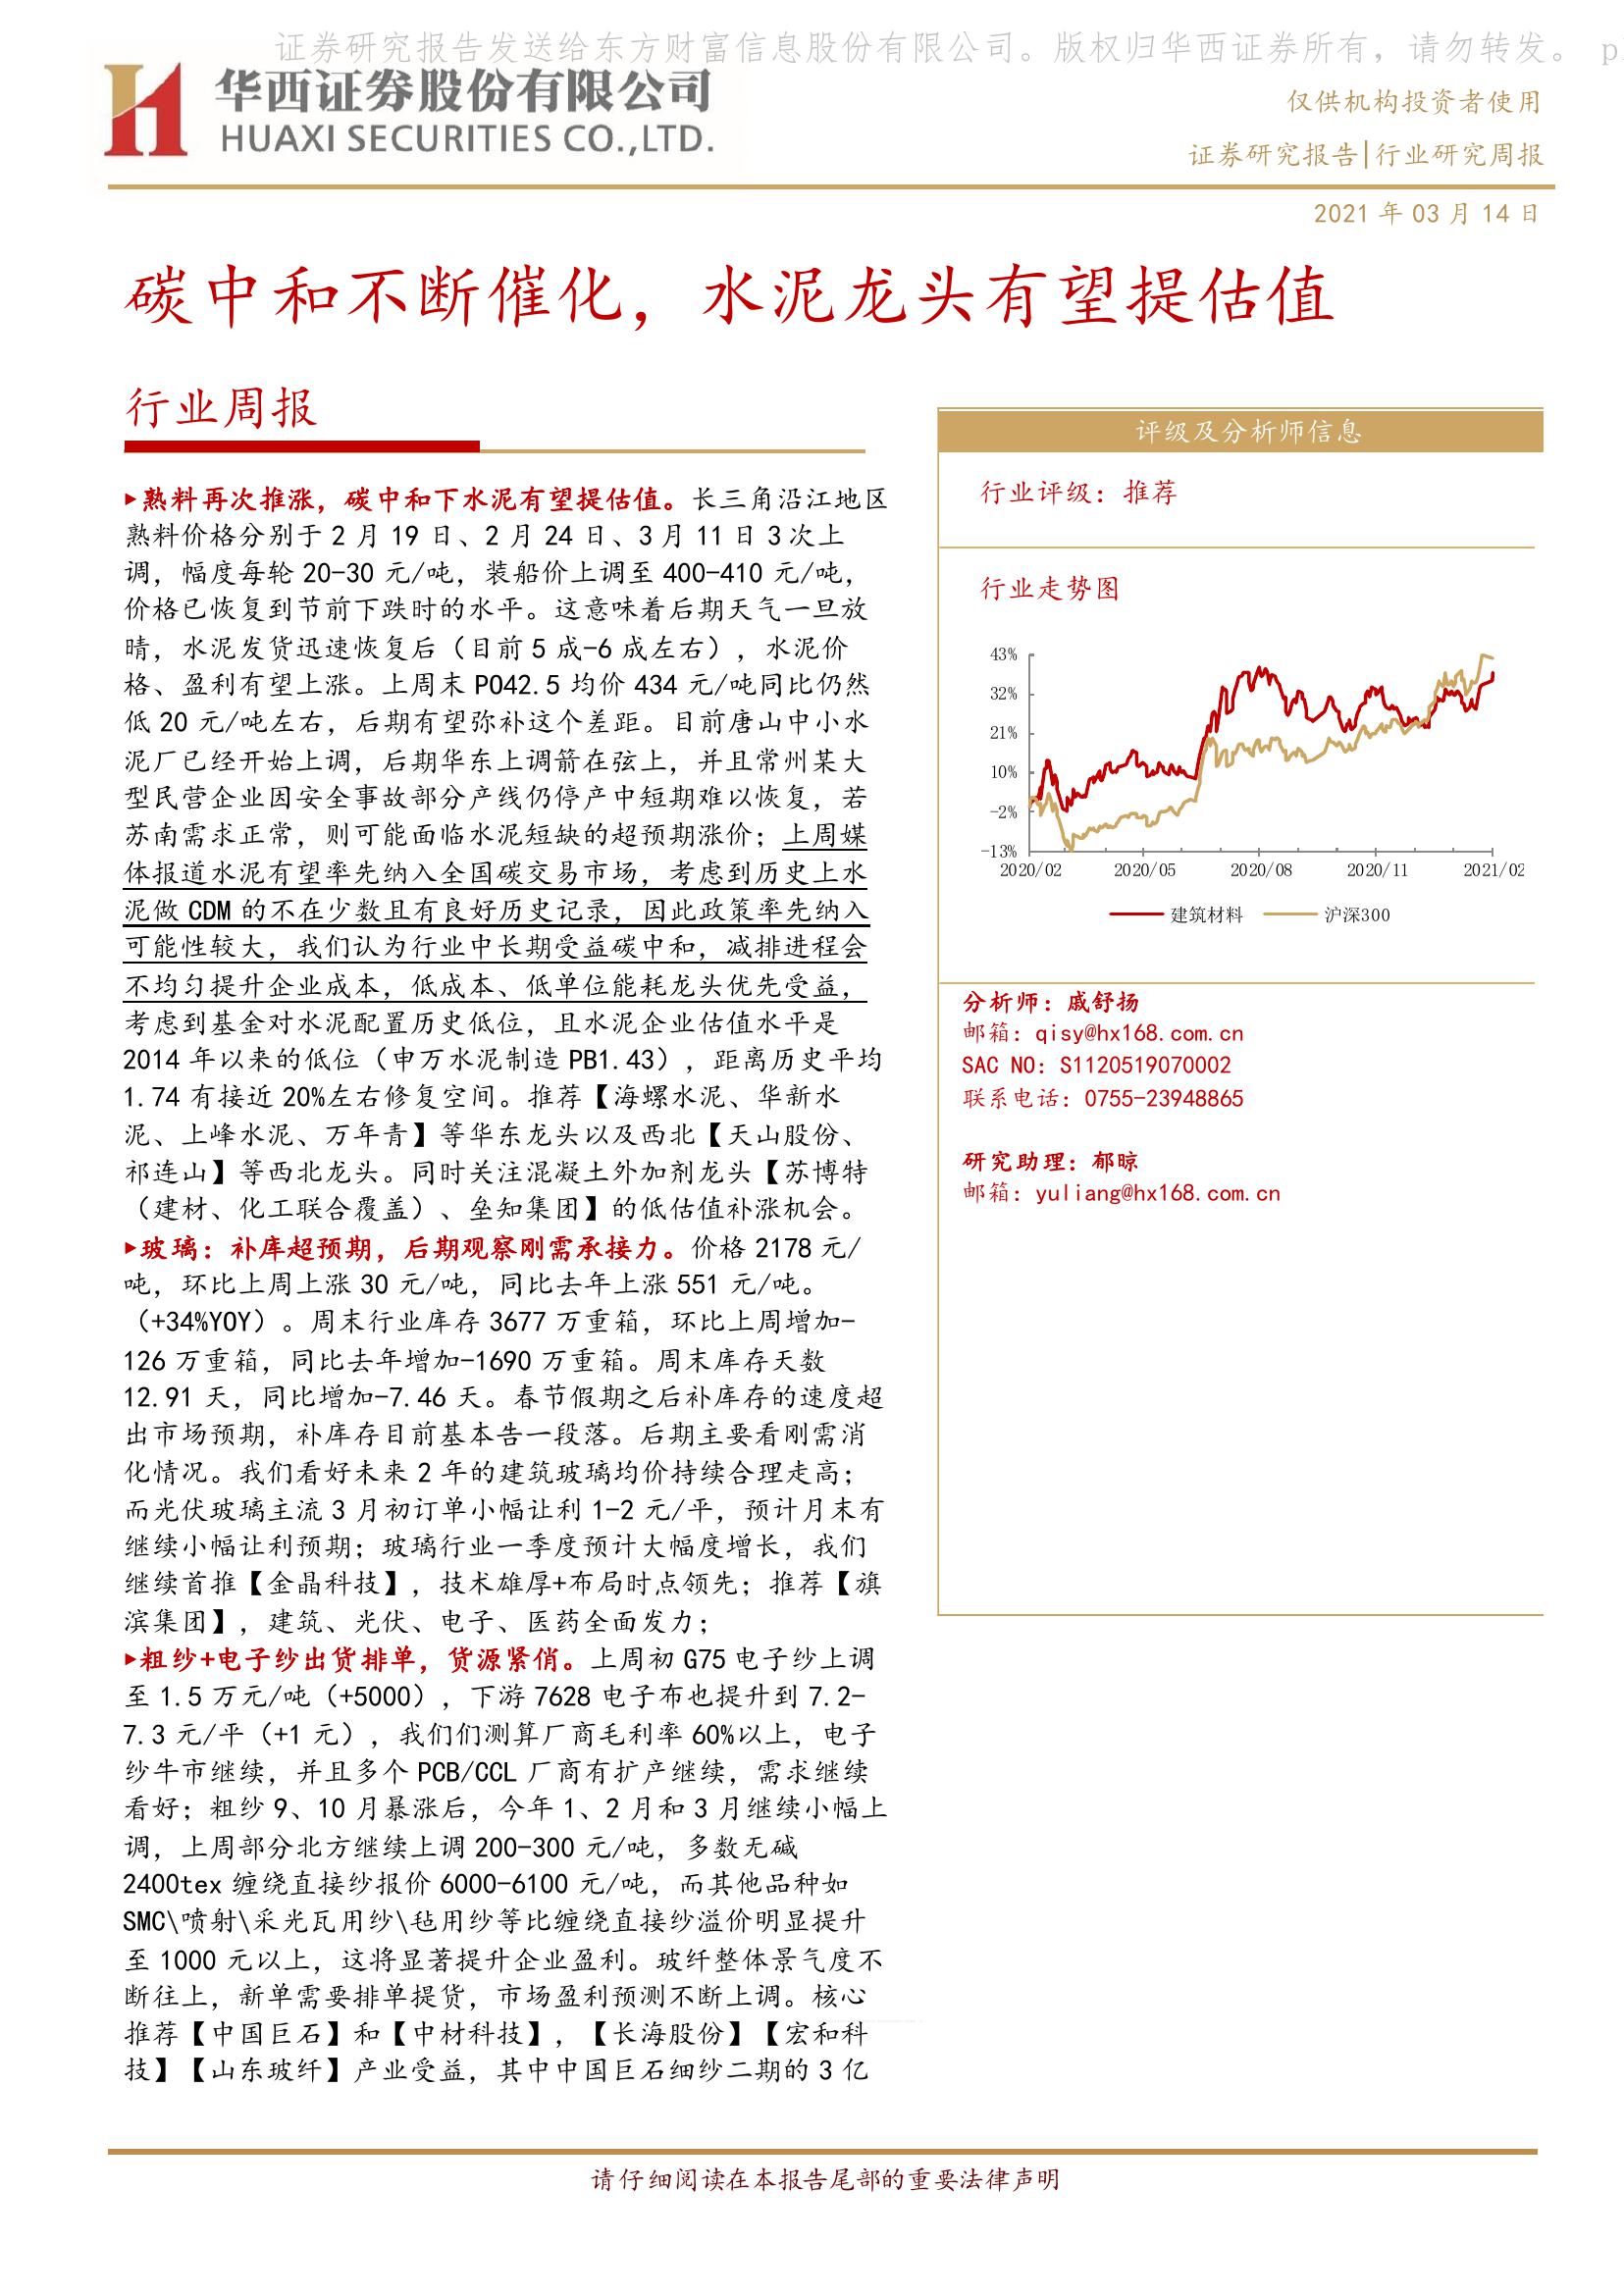 证券研究报告发送给东方财富信息股份有限公司。版权归华西证券所有，请勿转发。 p
华西证券股份有限公司
HUAXI SECURITIES CO.,LTD.
仅供机构投资者使用
证券研究报告|行业研究周报
2021 年 03 月 14 日
碳中和不断催化，水泥龙头有望提估值
行业周报
▶熟料再次推涨，碳中和下水泥有望提估值。长三角沿江地区
熟料价格分别于 2 月 19 日、2 月 24 日、3 月 11 日 3 次上
调，幅度每轮 20-30 元/吨，装船价上调至 400-410 元/吨，
价格已恢复到节前下跌时的水平。这意味着后期天气一旦放
晴，水泥发货迅速恢复后（目前 5 成-6 成左右），水泥价
格、盈利有望上涨。上周末 PO42.5 均价 434 元/吨同比仍然
低 20 元/吨左右，后期有望弥补这个差距。目前唐山中小水
泥厂已经开始上调，后期华东上调箭在弦上，并且常州某大
型民营企业因安全事故部分产线仍停产中短期难以恢复，若
苏南需求正常，则可能面临水泥短缺的超预期涨价；上周媒
体报道水泥有望率先纳入全国碳交易市场，考虑到历史上水
泥做 CDM 的不在少数且有良好历史记录，因此政策率先纳入
可能性较大，我们认为行业中长期受益碳中和，减排进程会
不均匀提升企业成本，低成本、低单位能耗龙头优先受益，
考虑到基金对水泥配置历史低位，且水泥企业估值水平是
2014 年以来的低位（申万水泥制造 PB1.43），距离历史平均
1.74 有接近 20%左右修复空间。推荐【海螺水泥、华新水
泥、上峰水泥、万年青】等华东龙头以及西北【天山股份、
祁连山】等西北龙头。同时关注混凝土外加剂龙头【苏博特
（建材、化工联合覆盖）、垒知集团】的低估值补涨机会。
▶玻璃：补库超预期，后期观察刚需承接力。价格 2178 元/
吨，环比上周上涨 30 元/吨，同比去年上涨 551 元/吨。
（+34%YOY）。周末行业库存 3677 万重箱，环比上周增加-
126 万重箱，同比去年增加-1690 万重箱。周末库存天数
12.91 天，同比增加-7.46 天。春节假期之后补库存的速度超
出市场预期，补库存目前基本告一段落。后期主要看刚需消
化情况。我们看好未来 2 年的建筑玻璃均价持续合理走高；
而光伏玻璃主流 3 月初订单小幅让利 1-2 元/平，预计月末有
继续小幅让利预期；玻璃行业一季度预计大幅度增长，我们
继续首推【金晶科技】，技术雄厚+布局时点领先；推荐【旗
滨集团】，建筑、光伏、电子、医药全面发力；
▶粗纱+电子纱出货排单，货源紧俏。上周初 G75 电子纱上调
至 1.5 万元/吨（+5000），下游 7628 电子布也提升到 7.2-
7.3 元/平（+1 元），我们们测算厂商毛利率 60%以上，电子
纱牛市继续，并且多个 PCB/CCL 厂商有扩产继续，需求继续
看好；粗纱 9、10 月暴涨后，今年 1、2 月和 3 月继续小幅上
调，上周部分北方继续上调 200-300 元/吨，多数无碱
2400tex 缠绕直接纱报价 6000-6100 元/吨，而其他品种如
SMC\喷射\采光瓦用纱\毡用纱等比缠绕直接纱溢价明显提升
至 1000 元以上，这将显著提升企业盈利。玻纤整体景气度不
断往上，新单需要排单提货，市场盈利预测不断上调。核心
推荐【中国巨石】和【中材科技】，【长海股份】【宏和科
技】【山东玻纤】产业受益，其中中国巨石细纱二期的 3 亿
评级及分析师信息
行业评级：推荐
行业走势图
43%
32%
21%
10%
-2%
-13%
2020/02 2020/05 2020/08 2020/11 2021/02
建筑材料 沪深300
分析师：戚舒扬
邮箱：qisy@hx168.com.cn
SAC NO：S1120519070002
联系电话：0755-23948865
研究助理：郁晾
邮箱：yuliang@hx168.com.cn
请仔细阅读在本报告尾部的重要法律声明